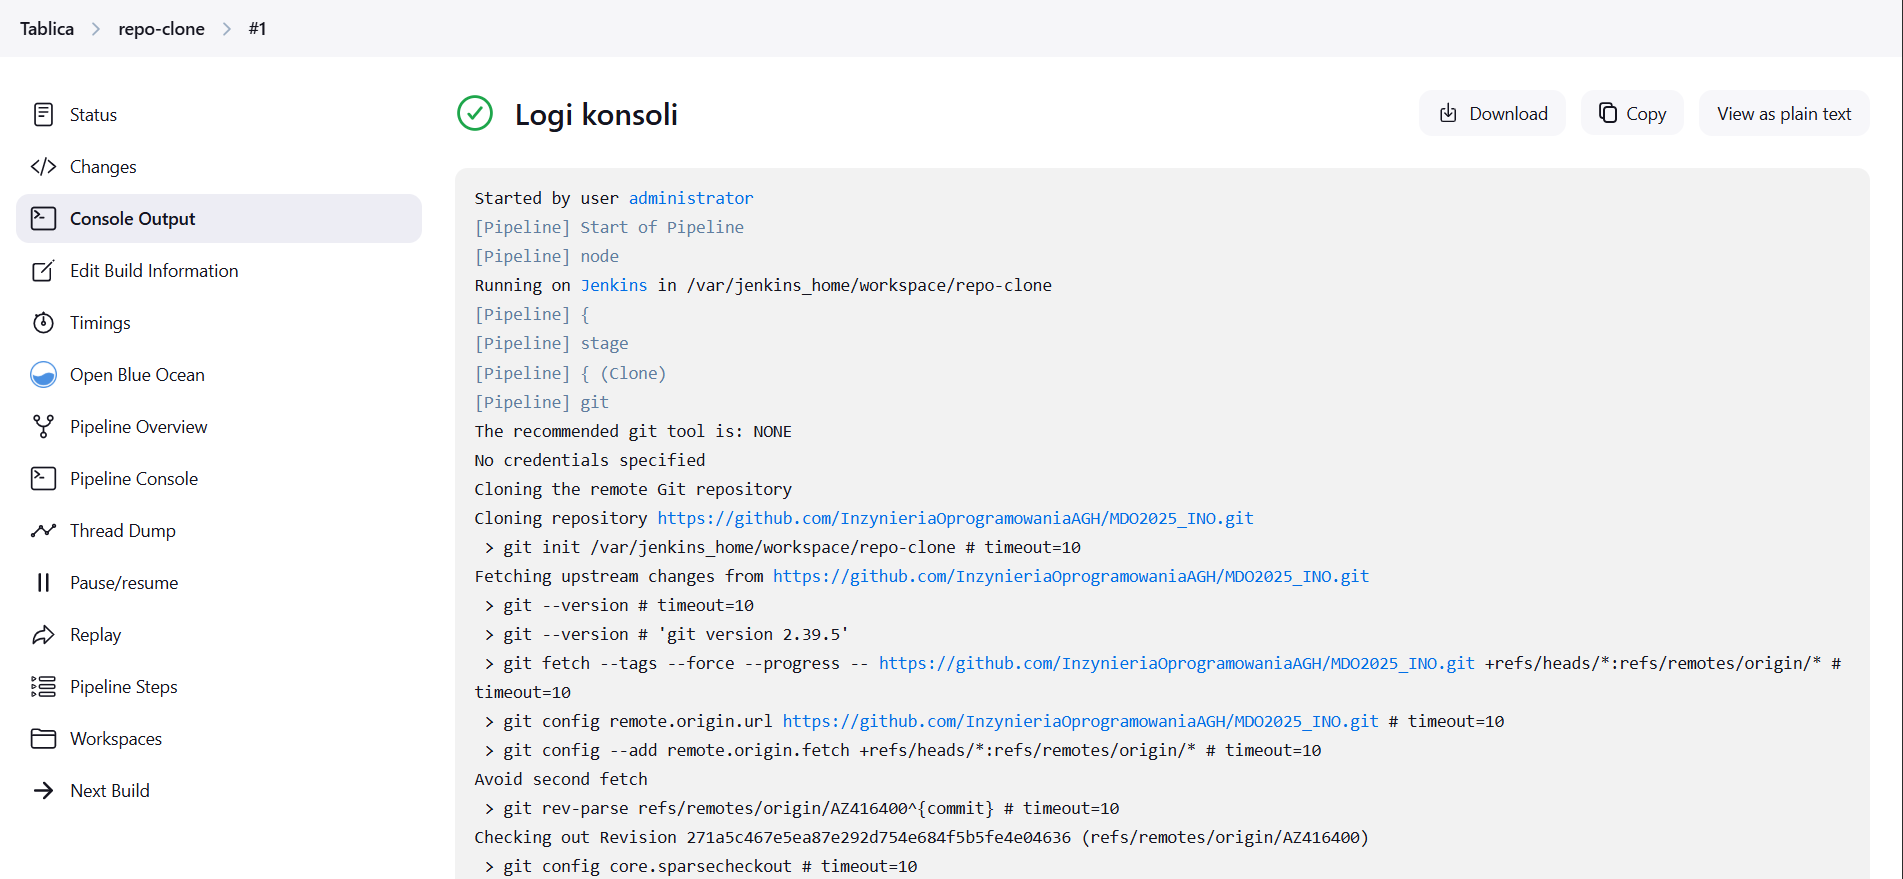 Tablica
repo-clone
#1
Status
Changes
Console Output
Edit Build Information
Timings
Open Blue Ocean
Pipeline Overview
Pipeline Console
Thread Dump
Pause/resume
Replay
Pipeline Steps
Workspaces
Next Build
Logi konsoli
Download
Copy
View as plain text
Started by user administrator
[Pipeline] Start of Pipeline
[Pipeline] node
Running on Jenkins in /var/jenkins_home/workspace/repo-clone
[Pipeline] {
[Pipeline] stage
[Pipeline] { (Clone)
[Pipeline] git
The recommended git tool is: NONE
No credentials specified
Cloning the remote Git repository
Cloning repository https://github.com/InzynieriaOprogramowaniaAGH/MDO2025_INO.git
> git init /var/jenkins_home/workspace/repo-clone # timeout=10
Fetching upstream changes from https://github.com/InzynieriaOprogramowaniaAGH/MDO2025_INO.git
> git --version # timeout=10
> git --version # 'git version 2.39.5'
> git fetch --tags --force --progress -- https://github.com/InzynieriaOprogramowaniaAGH/MDO2025_INO.git +refs/heads/*:refs/remotes/origin/* #
timeout=10
> git config remote.origin.url https://github.com/InzynieriaOprogramowaniaAGH/MDO2025_INO.git # timeout=10
> git config --add remote.origin.fetch +refs/heads/*:refs/remotes/origin/* # timeout=10
Avoid second fetch
> git rev-parse refs/remotes/origin/AZ416400^{commit} # timeout=10
Checking out Revision 271a5c467e5ea87e292d754e684f5b5fe4e04636 (refs/remotes/origin/AZ416400)
> git config core.sparsecheckout # timeout=10